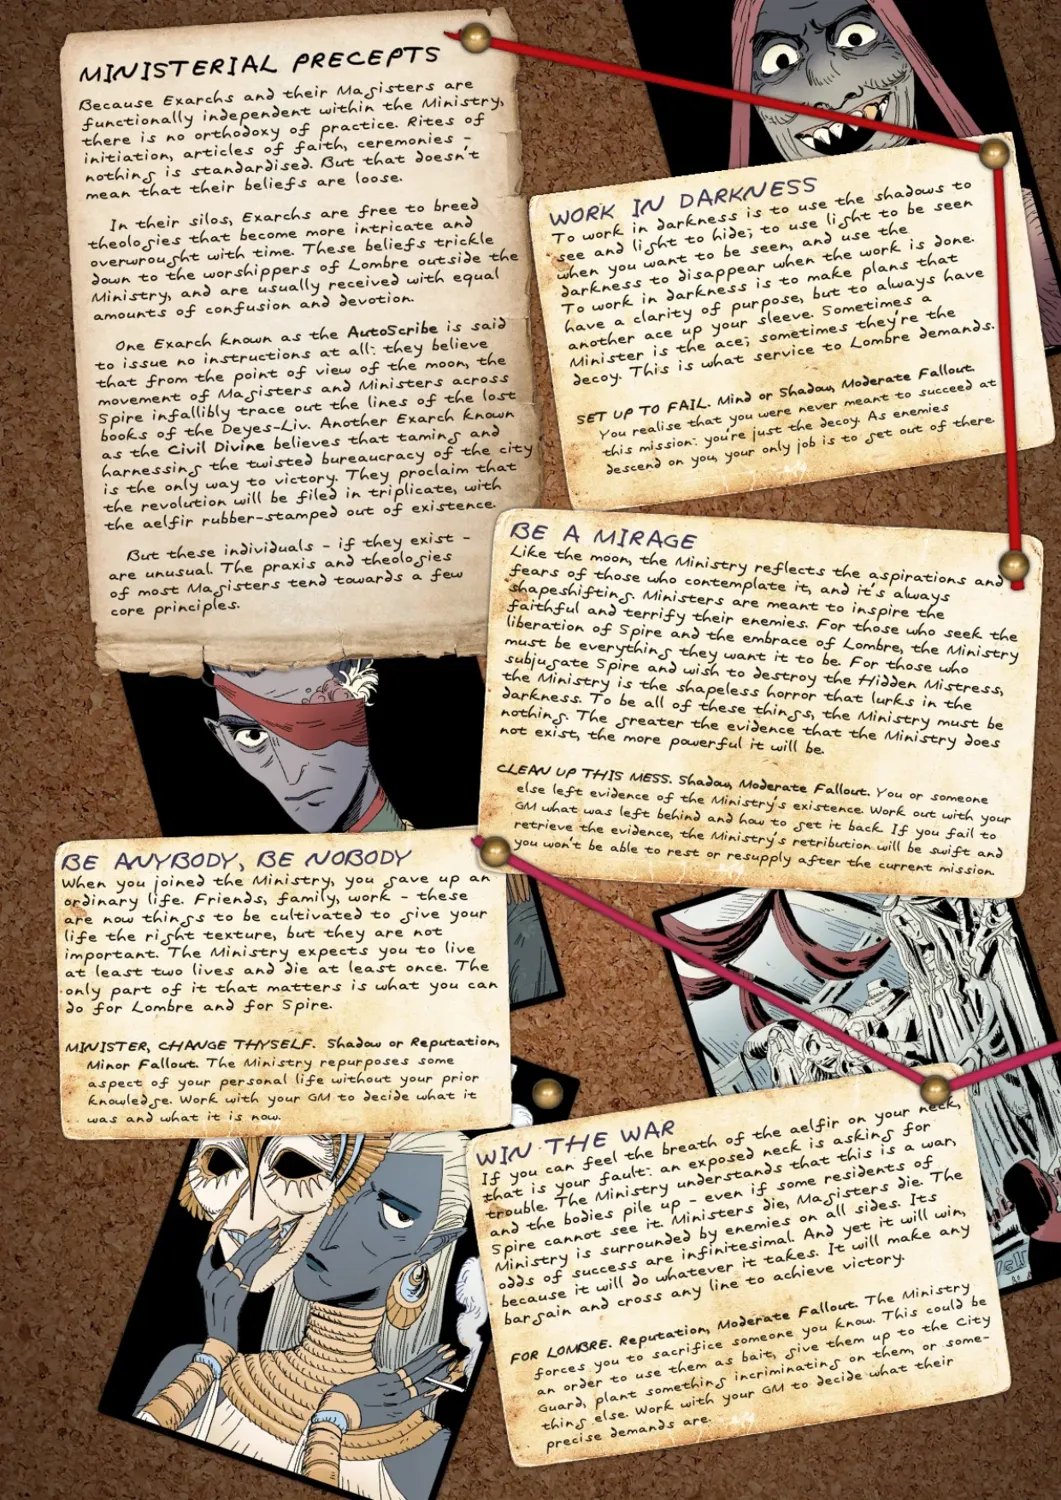 MINISTERIAL PRECEPTS
Because Exarchs and their Magisters are
functionally independent within the Ministry,
there is no orthodoxy of practice. Rites of
initiation, articles of faith, ceremonies -
nothing is standardised. But that doesn't
mean that their beliefs are loose.
In their silos, Exarchs are free to breed
theologies that become more intricate and
overwrought with time. These beliefs trickle
down to the worshippers of Lombre outside the
Ministry, and are usually received with equal
amounts of confusion and devotion.
One Exarch known as the AutoScribe is said
to issue no instructions at all: they believe
that from the point of view of the moon, the
movement of Magisters and Ministers across
Spire infallibly trace out the lines of the lost
books of the Deyes-Liv. Another Exarch known
as the Civil Divine believes that taming and
harnessing the twisted bureaucracy of the city
is the only way to victory. They proclaim that
the revolution will be filed in triplicate, with
the aelfir rubber-stamped out of existence.
But these individuals - if they exist -
are unusual. The praxis and theologies
of most Magisters tend towards a few
core principles.
WORK IN DARKNESS
To work in darkness is to use the shadows to
see and light to hide; to use light to be seen
when you want to be seen, and use the
darkness to disappear when the work is done.
To work in darkness is to make plans that
have a clarity of purpose, but to always have
another ace up your sleeve. Sometimes a
Minister is the ace; sometimes they're the
decoy. This is what service to Lombre demands.
SET UP TO FAIL. Mind or Shadow, Moderate Fallout.
You realise that you were never meant to succeed at
this mission: you're just the decoy. As enemies
descend on you, your only job is to get out of there.
BE A MIRAGE
Like the moon, the Ministry reflects the aspirations and
fears of those who contemplate it, and it's always
shapeshifting. Ministers are meant to inspire the
faithful and terrify their enemies. For those who seek the
liberation of Spire and the embrace of Lombre, the Ministry
must be everything they want it to be. For those who
subjugate Spire and wish to destroy the Hidden Mistress,
the Ministry is the shapeless horror that lurks in the
darkness. To be all of these things, the Ministry must be
nothing. The greater the evidence that the Ministry does
not exist, the more powerful it will be.
CLEAN UP THIS MESS. Shadow, Moderate Fallout. You or someone
else left evidence of the Ministry's existence. Work out with your
GM what was left behind and how to get it back. If you fail to
retrieve the evidence, the Ministry's retribution will be swift and
you won't be able to rest or resupply after the current mission.
BE ANYBODY, BE NOBODY
When you joined the Ministry, you gave up an
ordinary life. Friends, family, work - these
are now things to be cultivated to give your
life the right texture, but they are not
important. The Ministry expects you to live
at least two lives and die at least once. The
only part of it that matters is what you can
do for Lombre and for Spire.
MINISTER, CHANGE THYSELF. Shadow or Reputation,
Minor Fallout. The Ministry repurposes some
aspect of your personal life without your prior
knowledge. Work with your GM to decide what it
was and what it is now.
WIN THE WAR
If you can feel the breath of the aelfir on your neck,
that is your fault: an exposed neck is asking for
trouble. The Ministry understands that this is a war,
and the bodies pile up - even if some residents of
Spire cannot see it. Ministers die, Magisters die. The
Ministry is surrounded by enemies on all sides. Its
odds of success are infinitesimal. And yet it will win,
because it will do whatever it takes. It will make any
bargain and cross any line to achieve victory.
FOR LOMBRE. Reputation, Moderate Fallout. The Ministry
forces you to sacrifice someone you know. This could be
an order to use them as bait, give them up to the City
Guard, plant something incriminating on them, or some-
thing else. Work with your GM to decide what their
precise demands are.